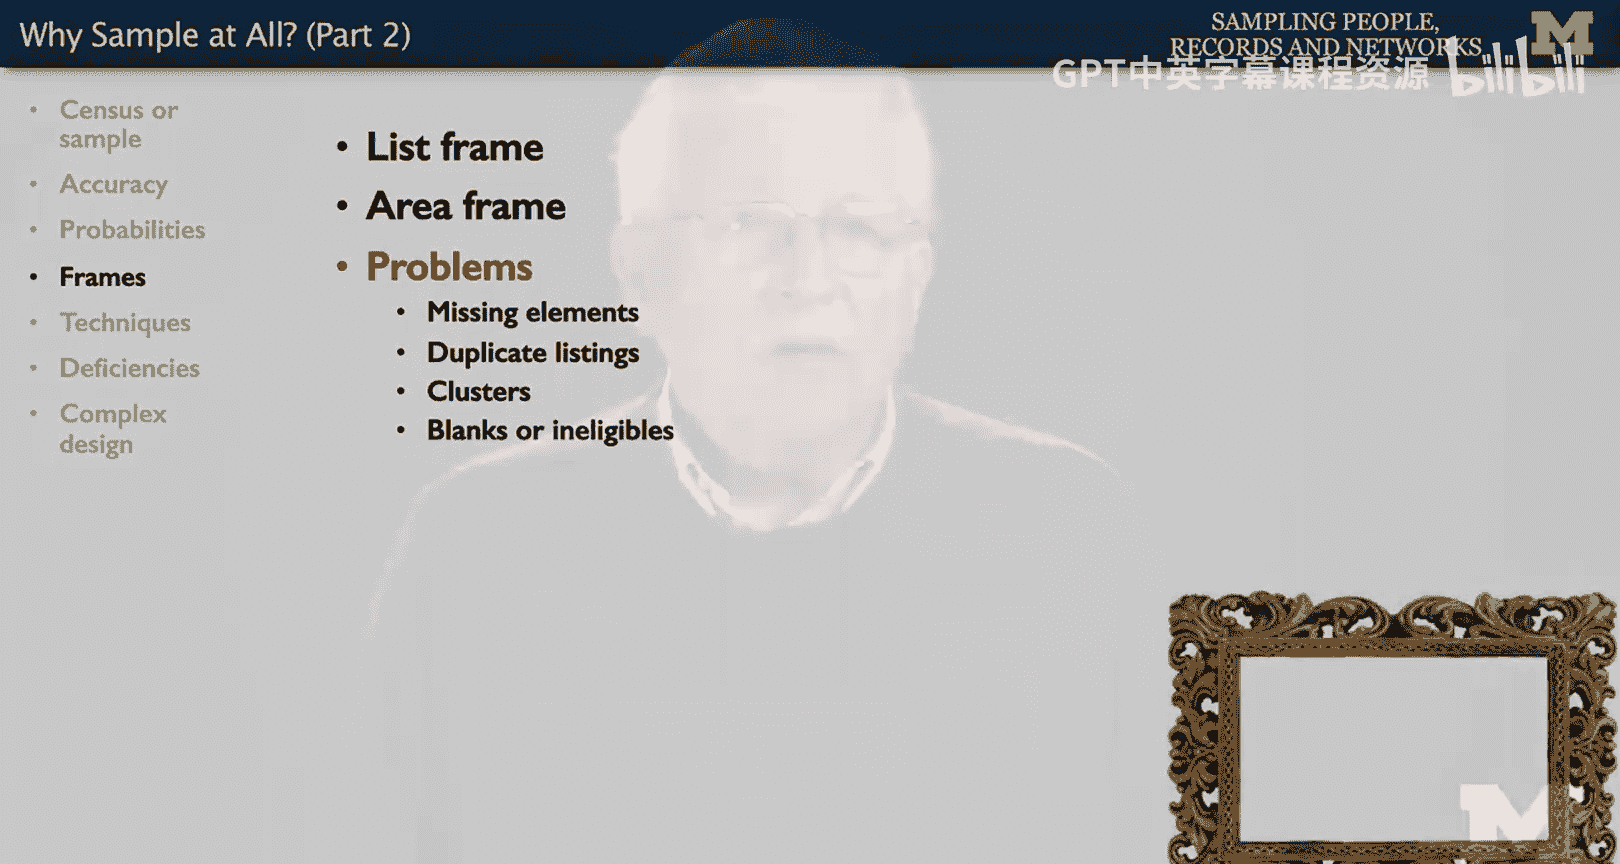 Why Sample at All? (Part 2)
SAMPLING PEOPLE,
RECORDS AND NETWORKS
M
GPT中英字幕课程资源 bilibili
• Census or
sample
• Accuracy
• Probabilities
• Frames
• Techniques
• Deficiencies
• Complex
design
• List frame
• Area frame
• Problems
• Missing elements
• Duplicate listings
• Clusters
• Blanks or ineligibles
M